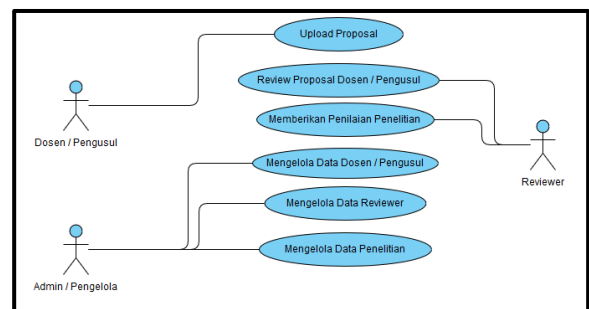 Upload Proposal
Review Proposal Dosen / Pengusul
Memberikan Penilaian Penelitian
Dosen / Pengusul
Mengelola Data Dosen / Pengusul
Reviewer
Mengelola Data Reviewer
Mengelola Data Penelitian
Admin / Pengelola